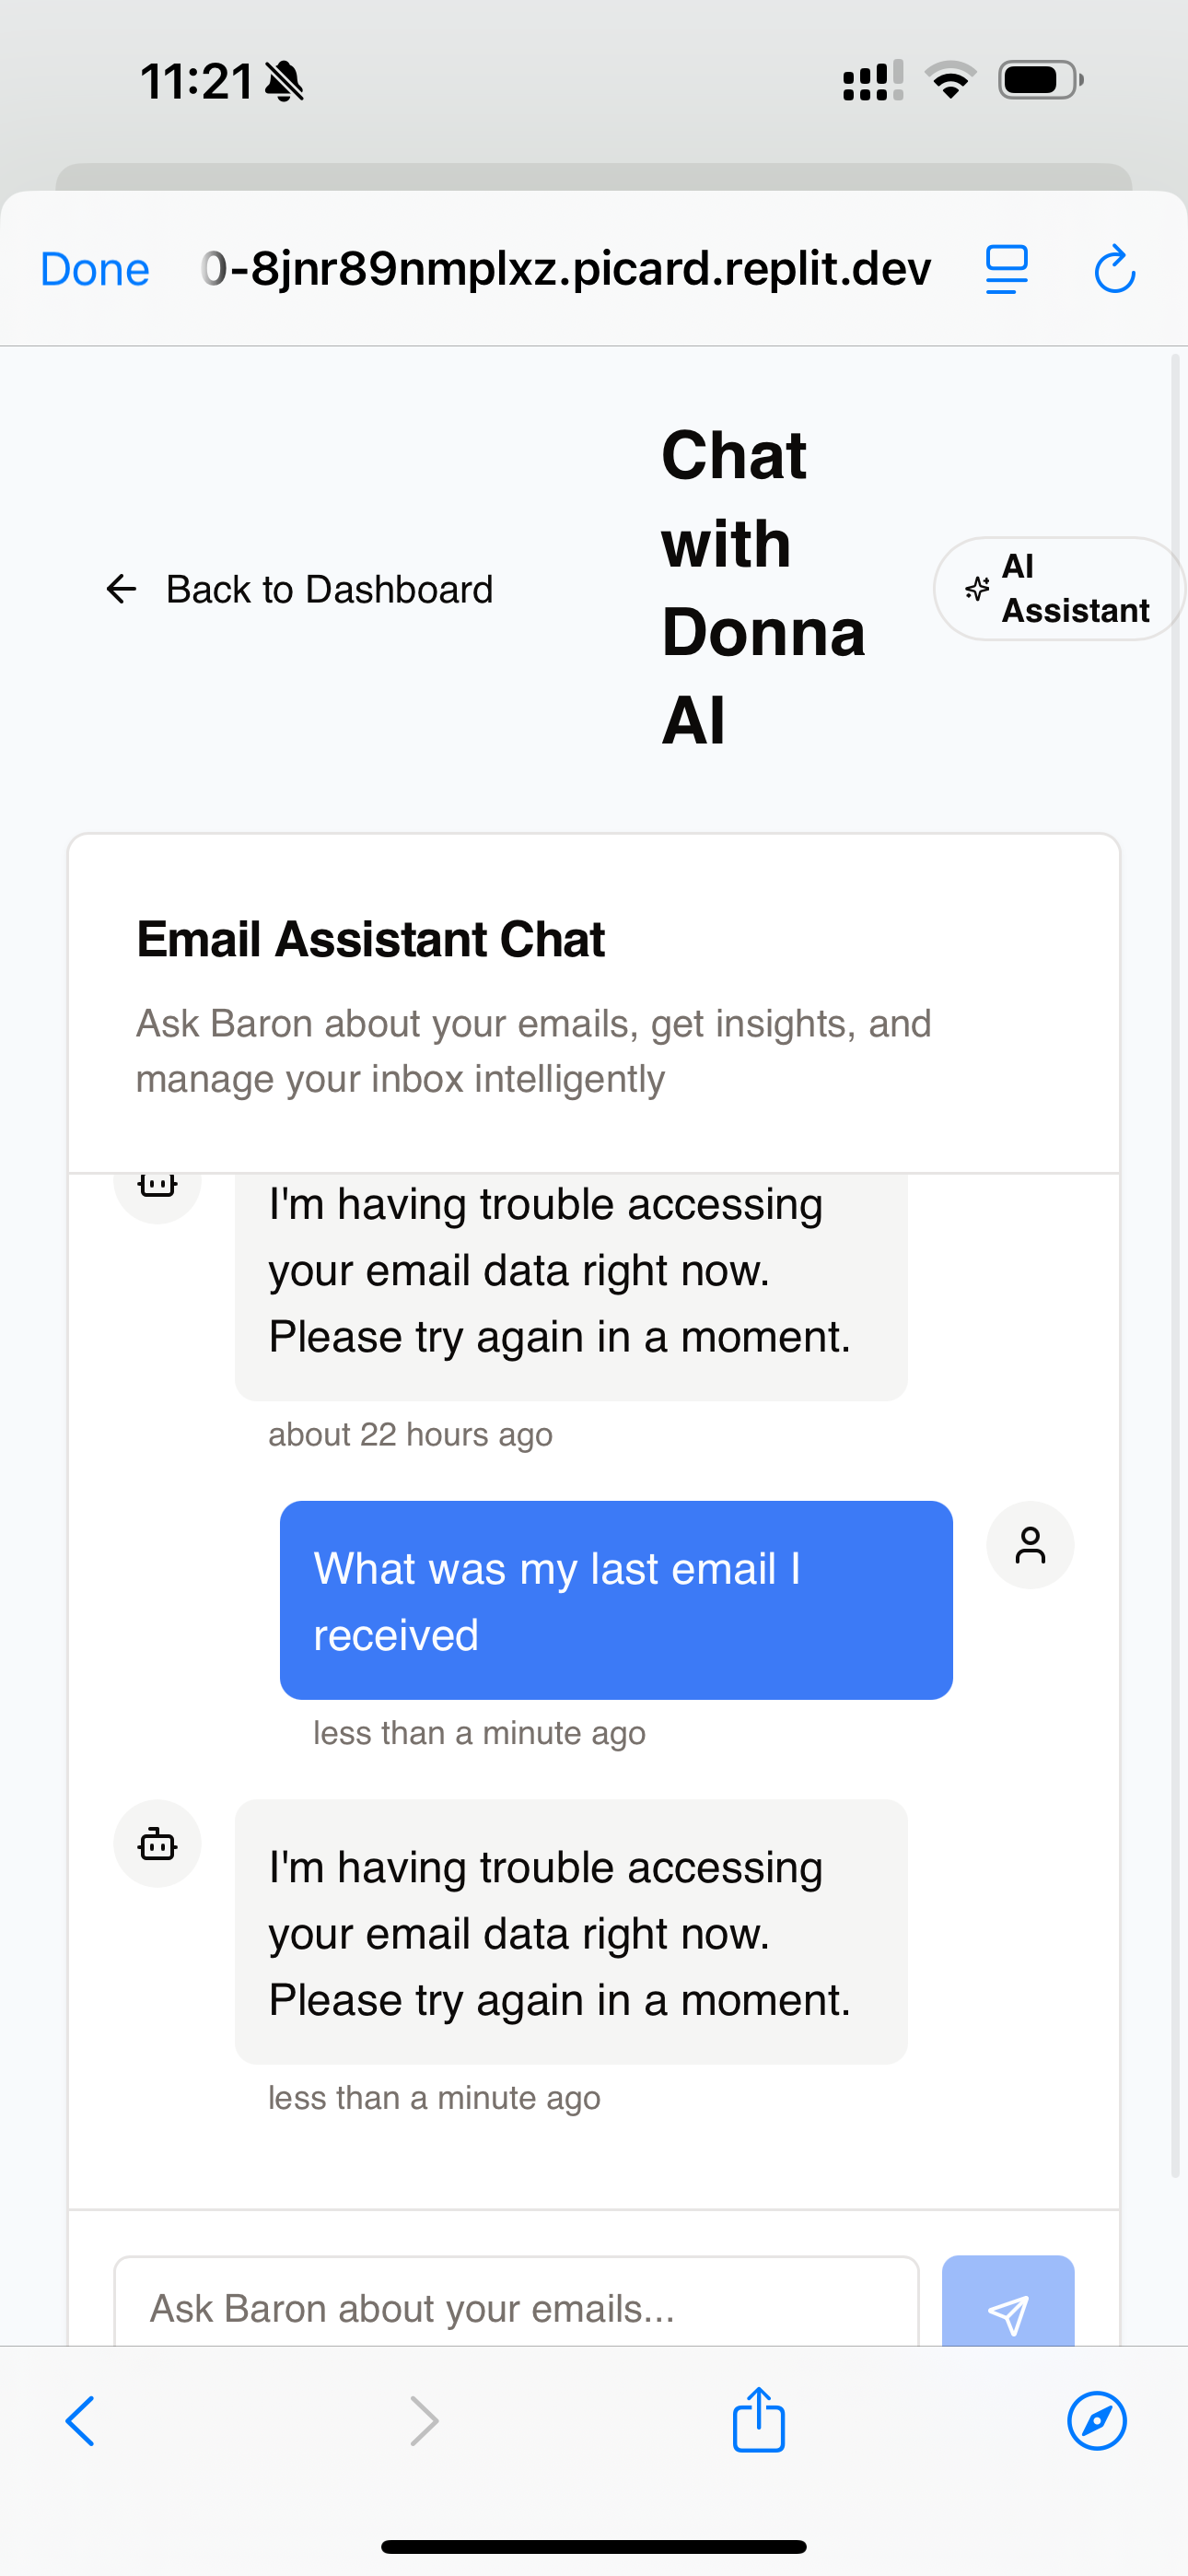 11:21
Done 0-8jnr89nmplxz.picard.replit.dev
Chat
with
Donna
AI
Back to Dashboard
AI
Assistant
Email Assistant Chat
Ask Baron about your emails, get insights, and
manage your inbox intelligently
I'm having trouble accessing
your email data right now.
Please try again in a moment.
about 22 hours ago
What was my last email I
received
less than a minute ago
I'm having trouble accessing
your email data right now.
Please try again in a moment.
less than a minute ago
Ask Baron about your emails...